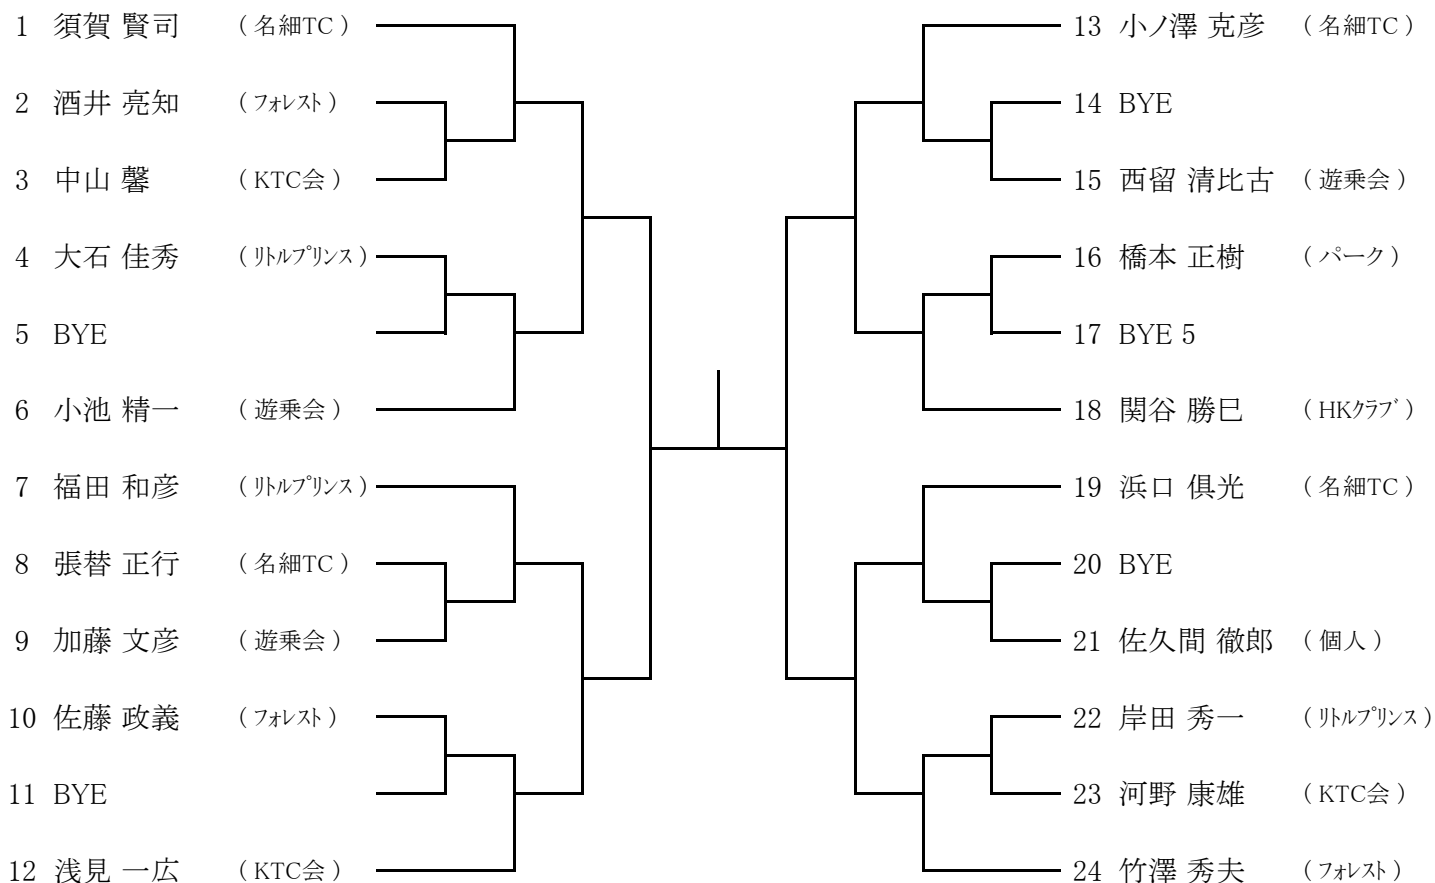 1 須賀 賢司 ( 名細TC )
2 酒井 亮知 ( フォレスト )
3 中山 馨 ( KTC会 )
4 大石 佳秀 ( リトルプリンス )
5 BYE
6 小池 精一 ( 遊乗会 )
7 福田 和彦 ( リトルプリンス )
8 張替 正行 ( 名細TC )
9 加藤 文彦 ( 遊乗会 )
10 佐藤 政義 ( フォレスト )
11 BYE
12 浅見 一広 ( KTC会 )
13 小ノ澤 克彦 ( 名細TC )
14 BYE
15 西留 清比古 ( 遊乗会 )
16 橋本 正樹 ( パーク )
17 BYE 5
18 関谷 勝巳 ( HKクラブ )
19 浜口 倶光 ( 名細TC )
20 BYE
21 佐久間 徹郎 ( 個人 )
22 岸田 秀一 ( リトルプリンス )
23 河野 康雄 ( KTC会 )
24 竹澤 秀夫 ( フォレスト )